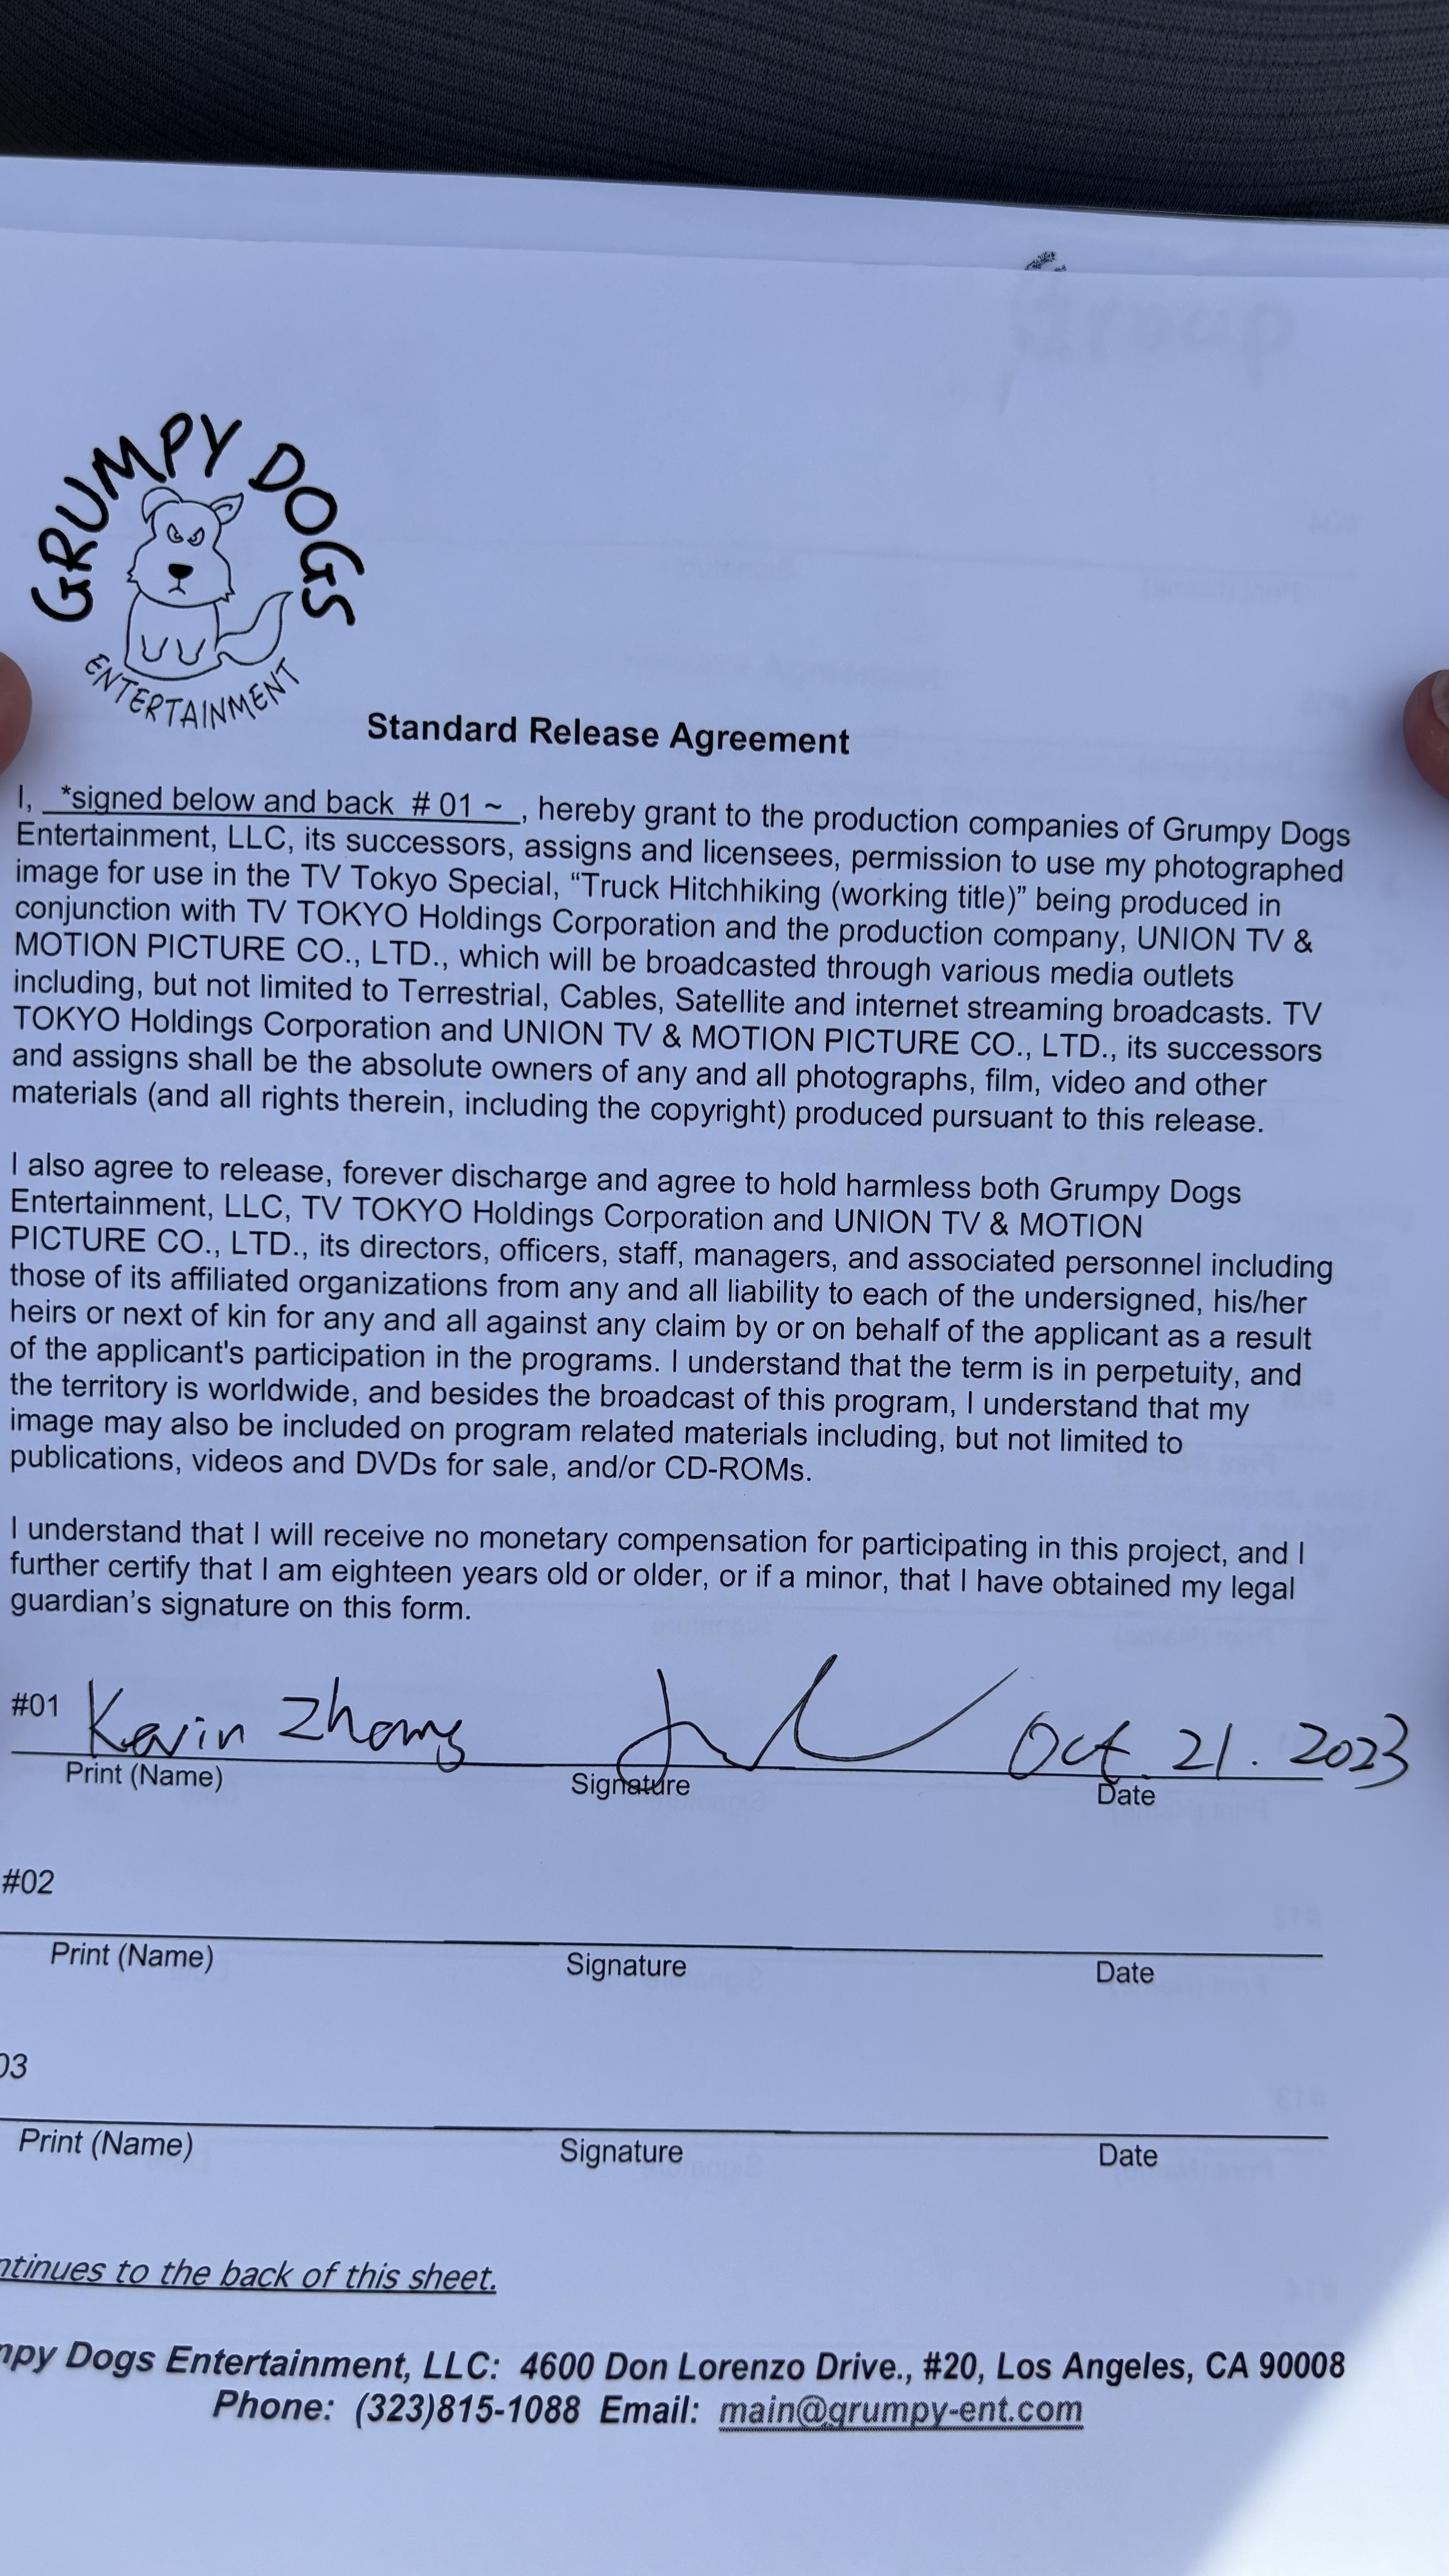 GRUMPY DOGS
ENTERTAINMENT
Standard Release Agreement
I, *signed below and back # 01 ~ , hereby grant to the production companies of Grumpy Dogs
Entertainment, LLC, its successors, assigns and licensees, permission to use my photographed
image for use in the TV Tokyo Special, “Truck Hitchhiking (working title)” being produced in
conjunction with TV TOKYO Holdings Corporation and the production company, UNION TV &
MOTION PICTURE CO., LTD., which will be broadcasted through various media outlets
including, but not limited to Terrestrial, Cables, Satellite and internet streaming broadcasts. TV
TOKYO Holdings Corporation and UNION TV & MOTION PICTURE CO., LTD., its successors
and assigns shall be the absolute owners of any and all photographs, film, video and other
materials (and all rights therein, including the copyright) produced pursuant to this release.
I also agree to release, forever discharge and agree to hold harmless both Grumpy Dogs
Entertainment, LLC, TV TOKYO Holdings Corporation and UNION TV & MOTION
PICTURE CO., LTD., its directors, officers, staff, managers, and associated personnel including
those of its affiliated organizations from any and all liability to each of the undersigned, his/her
heirs or next of kin for any and all against any claim by or on behalf of the applicant as a result
of the applicant's participation in the programs. I understand that the term is in perpetuity, and
the territory is worldwide, and besides the broadcast of this program, I understand that my
image may also be included on program related materials including, but not limited to
publications, videos and DVDs for sale, and/or CD-ROMs.
I understand that I will receive no monetary compensation for participating in this project, and I
further certify that I am eighteen years old or older, or if a minor, that I have obtained my legal
guardian’s signature on this form.
#01 Kevin Zhang Oct. 21. 2023
Print (Name) Signature Date
#02
Print (Name) Signature Date
03
Print (Name) Signature Date
ntinues to the back of this sheet.
mpy Dogs Entertainment, LLC: 4600 Don Lorenzo Drive., #20, Los Angeles, CA 90008
Phone: (323)815-1088 Email: main@grumpy-ent.com